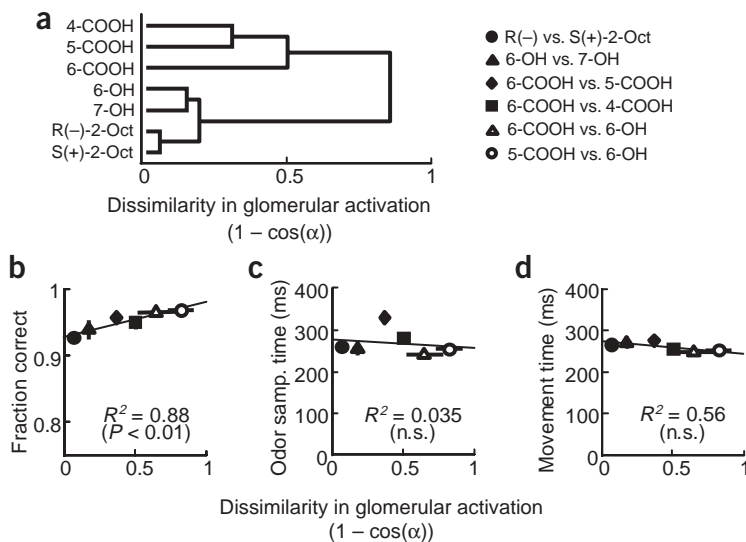 a
4-COOH
5-COOH
6-COOH
6-OH
7-OH
R(–)-2-Oct
S(+)-2-Oct
0
0.5
1
Dissimilarity in glomerular activation
(1 – cos(α))
R(–) vs. S(+)-2-Oct
6-OH vs. 7-OH
6-COOH vs. 5-COOH
6-COOH vs. 4-COOH
6-COOH vs. 6-OH
5-COOH vs. 6-OH
b
Fraction correct
1
0.9
0.8
R² = 0.88
(P < 0.01)
0
0.5
1
c
Odor samp. time (ms)
400
300
200
100
0
R² = 0.035
(n.s.)
0
0.5
1
d
Movement time (ms)
400
300
200
100
0
R² = 0.56
(n.s.)
0
0.5
1
Dissimilarity in glomerular activation
(1 – cos(α))